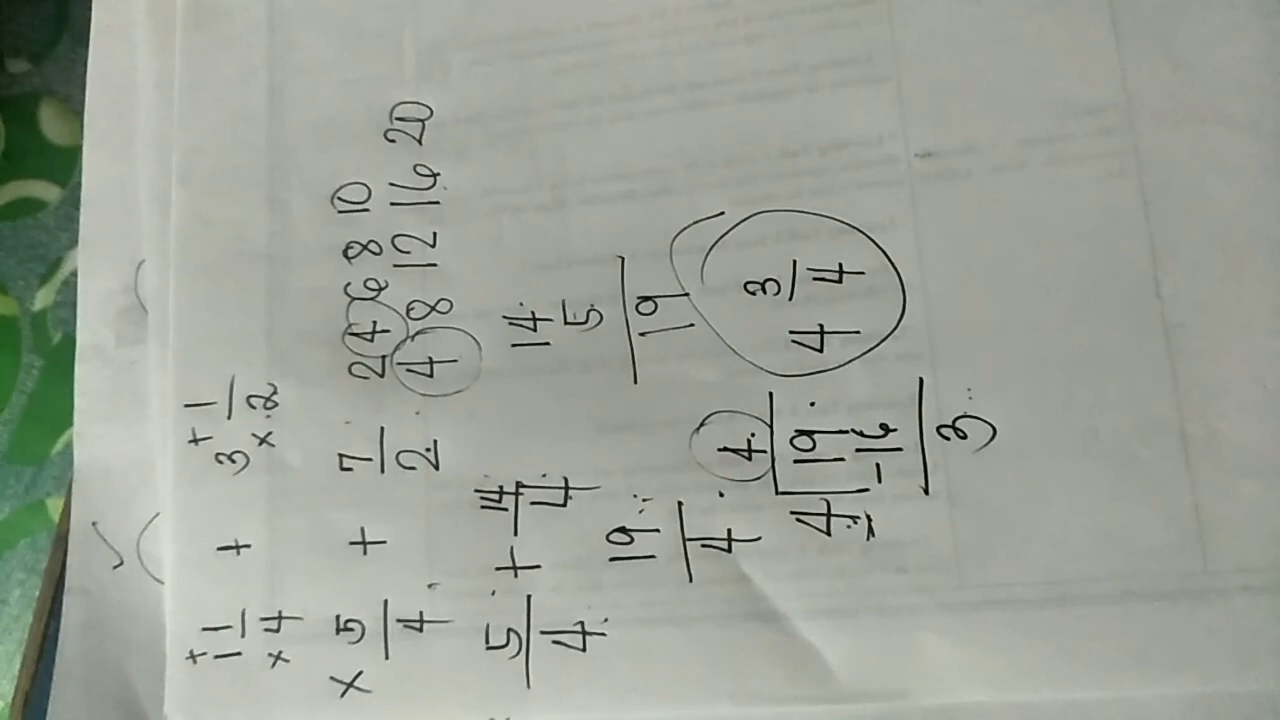 1 1/4 + 3 1/2
× 5/4 + 7/2
2 4 6 8 10
4 8 12 16 20
5/4 + 14/4
14
5
19
19/4
4
4 19
-16
3
4 3/4